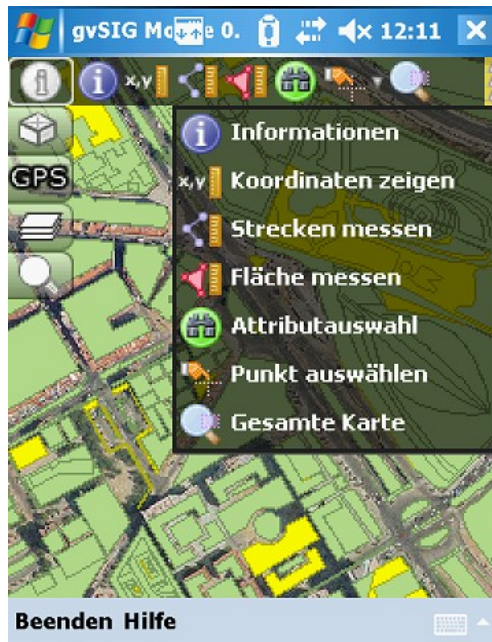 gvSIG Mo e 0. 12:11
x,y
GPS
Informationen
x,y Koordinaten zeigen
Strecken messen
Fläche messen
Attributauswahl
Punkt auswählen
Gesamte Karte
Beenden Hilfe